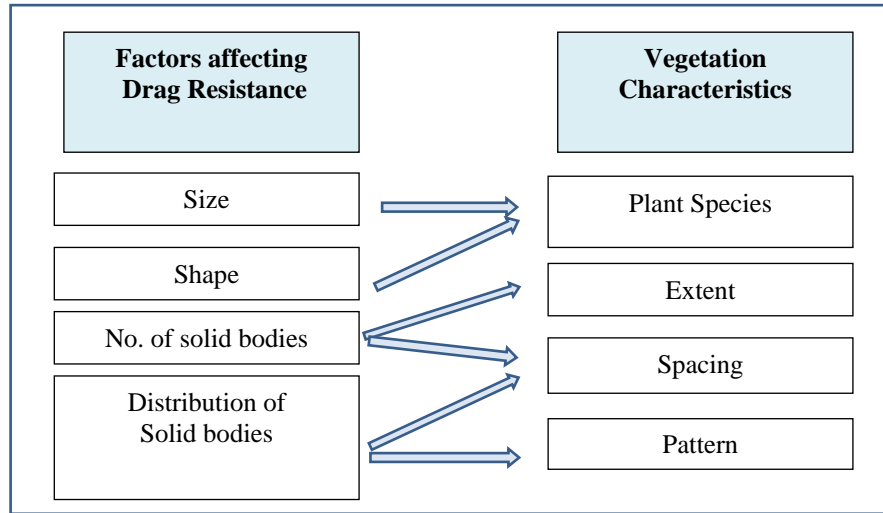 Factors affecting
Drag Resistance
Vegetation
Characteristics
Size
Plant Species
Shape
Extent
No. of solid bodies
Spacing
Distribution of
Solid bodies
Pattern